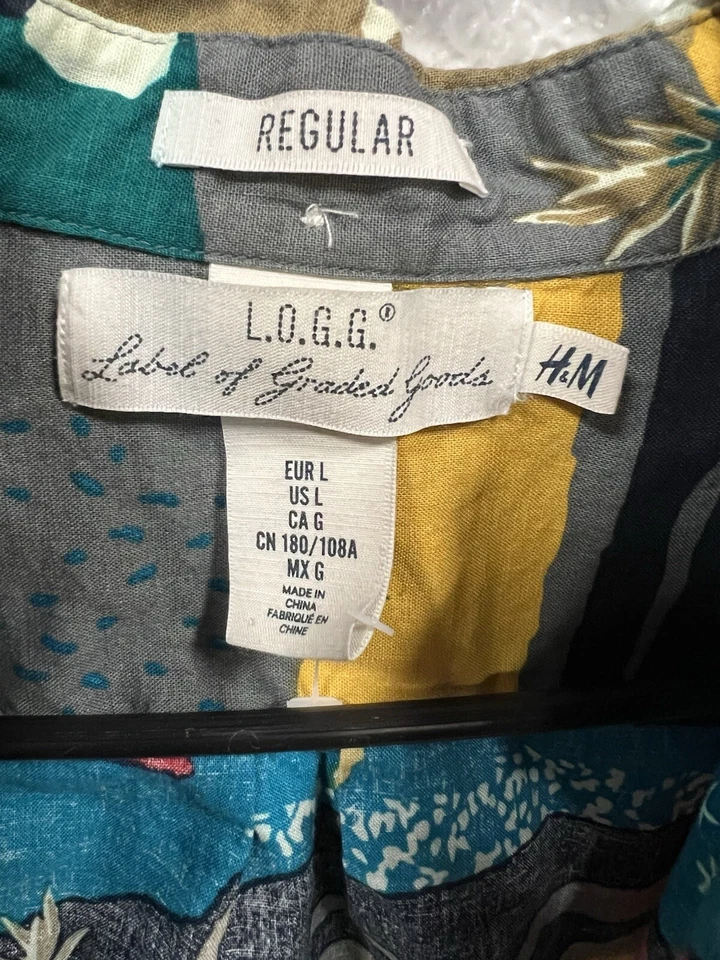 REGULAR
L.O.G.G.®
Label of Graded Goods
H&M
EUR L
US L
CA G
CN 180/108A
MX G
MADE IN
CHINA
FABRIQUÉ EN
CHINE